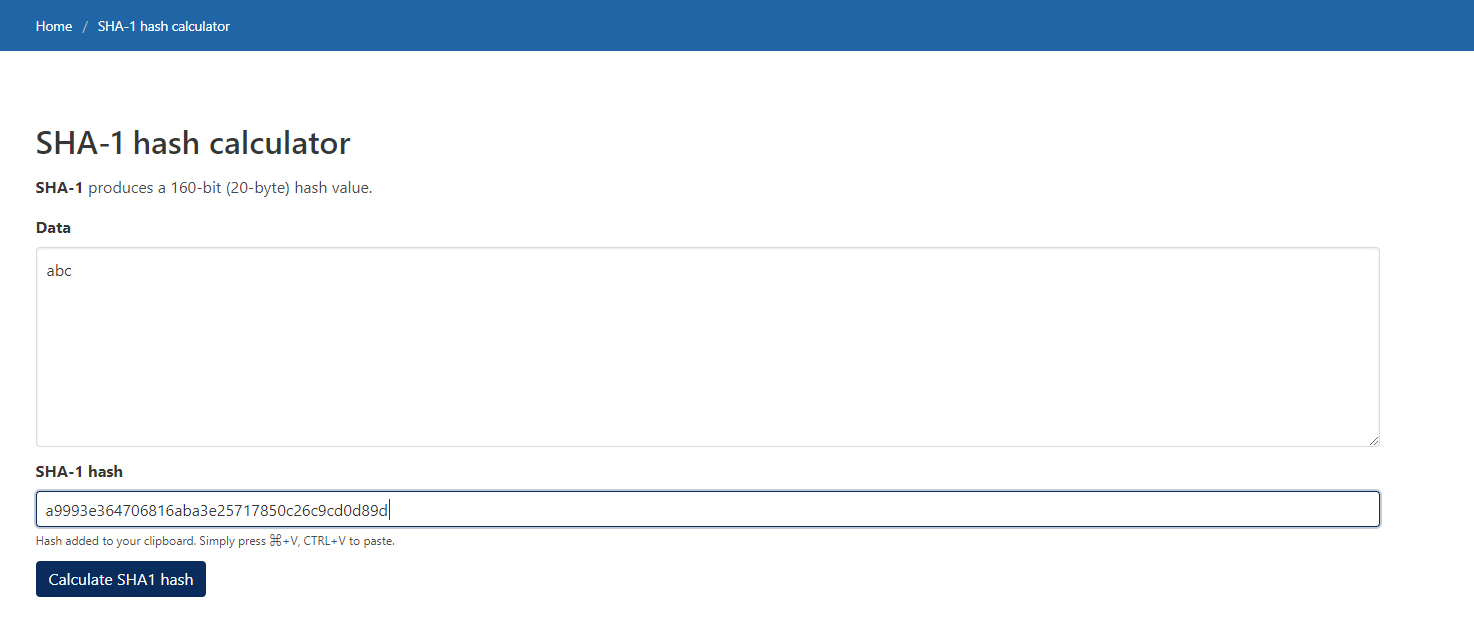 Home / SHA-1 hash calculator
SHA-1 hash calculator
SHA-1 produces a 160-bit (20-byte) hash value.
Data
abc
SHA-1 hash
a9993e364706816aba3e25717850c26c9cd0d89d
Hash added to your clipboard. Simply press ⌘+V, CTRL+V to paste.
Calculate SHA1 hash